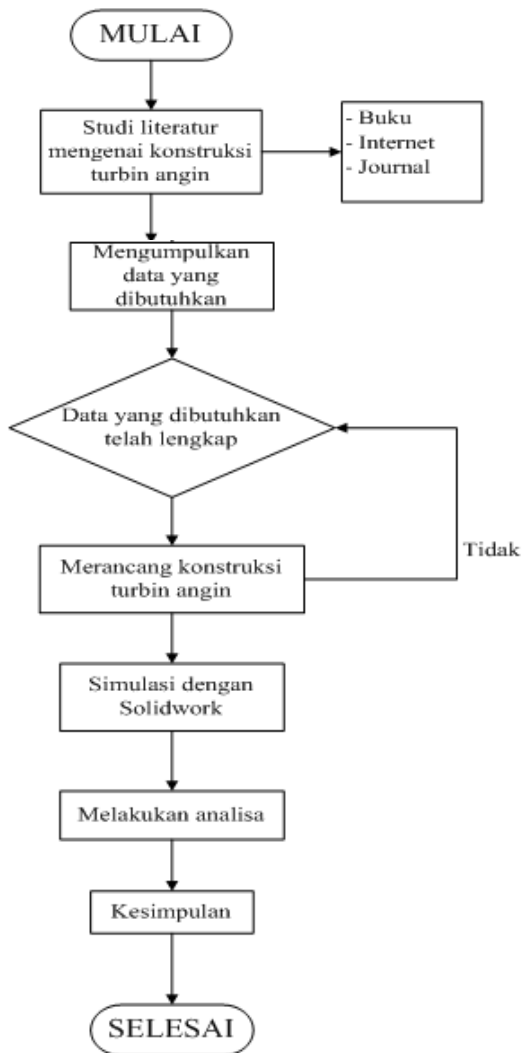 MULAI
Studi literatur
mengenai konstruksi
turbin angin
- Buku
- Internet
- Journal
Mengumpulkan
data yang
dibutuhkan
Data yang dibutuhkan
telah lengkap
Tidak
Merancang konstruksi
turbin angin
Simulasi dengan
Solidwork
Melakukan analisa
Kesimpulan
SELESAI